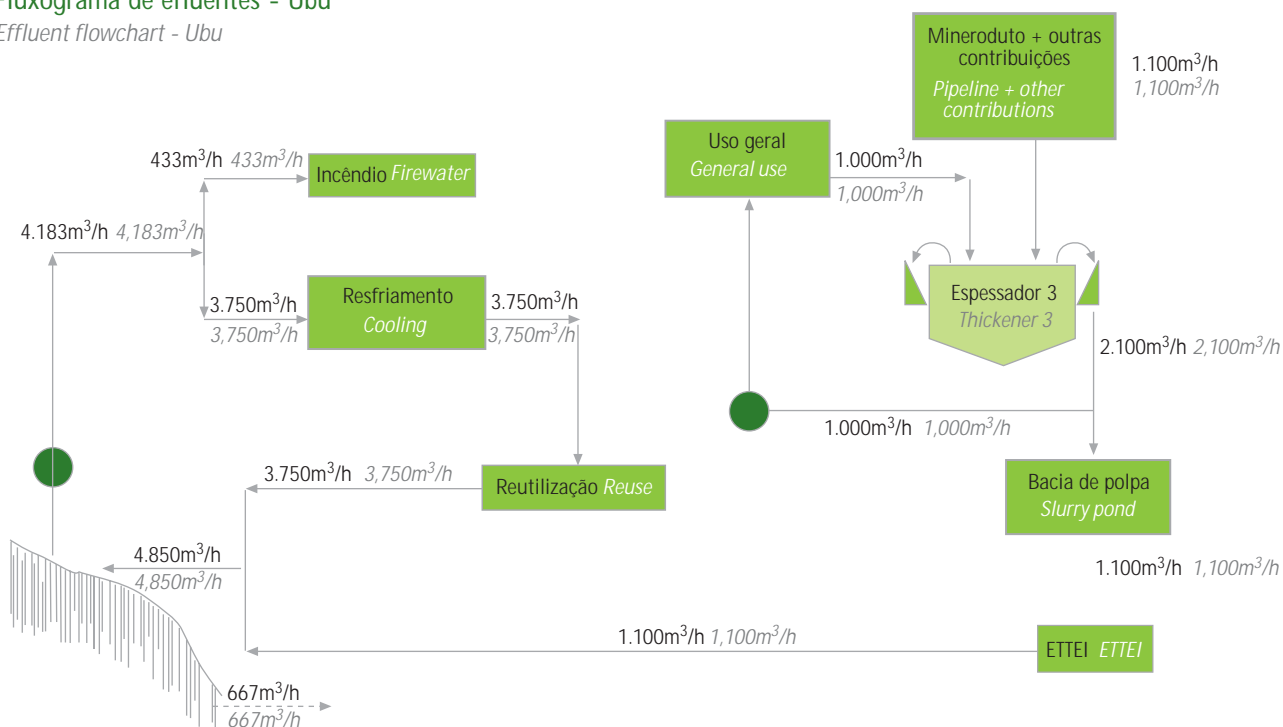 Fluxograma de efluentes - Ubu
Effluent flowchart - Ubu
Mineroduto + outras
contribuições
Pipeline + other
contributions
1.100m³/h
1,100m³/h
Uso geral
General use
1.000m³/h
1,000m³/h
433m³/h 433m³/h
Incêndio Firewater
4.183m³/h 4,183m³/h
3.750m³/h
3,750m³/h
Resfriamento
Cooling
3.750m³/h
3,750m³/h
Espessador 3
Thickener 3
2.100m³/h 2,100m³/h
1.000m³/h 1,000m³/h
3.750m³/h 3,750m³/h
Reutilização Reuse
Bacia de polpa
Slurry pond
4.850m³/h
4,850m³/h
1.100m³/h 1,100m³/h
1.100m³/h 1,100m³/h
ETTEI ETTEI
667m³/h
667m³/h